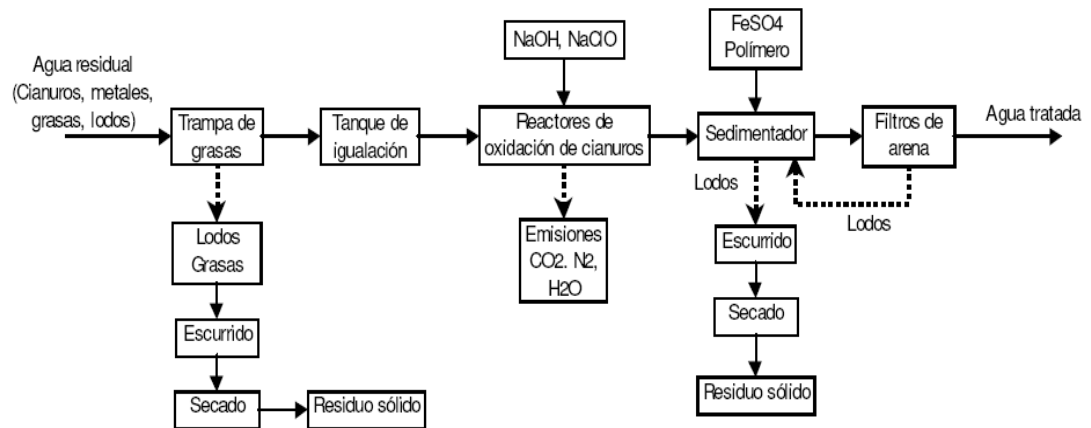 Agua residual
(Cianuros, metales,
grasas, lodos)
Trampa de
grasas
Tanque de
igualación
NaOH, NaClO
Reactores de
oxidación de cianuros
FeSO4
Polímero
Sedimentador
Filtros de
arena
Agua tratada
Lodos
Lodos
Lodos
Grasas
Escurrido
Secado
Residuo sólido
Emisiones
CO2. N2,
H2O
Escurrido
Secado
Residuo sólido